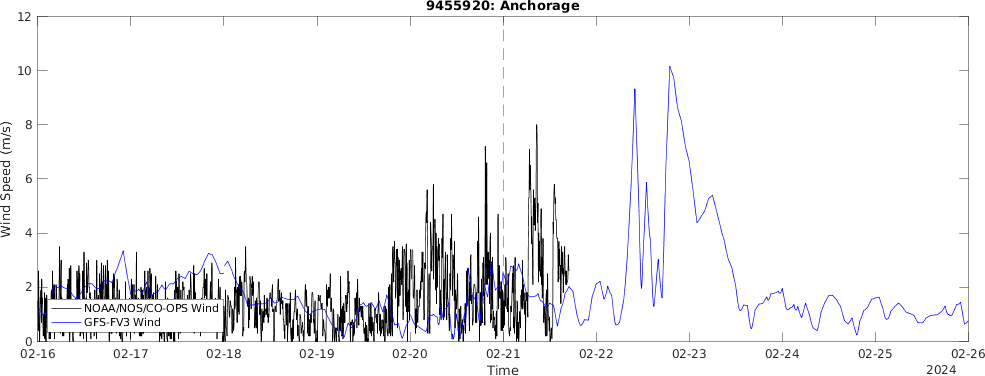 9455920: Anchorage
12
10
8
6
4
2
0
Wind Speed (m/s)
NOAA/NOS/CO-OPS Wind
GFS-FV3 Wind
02-16 02-17 02-18 02-19 02-20 02-21 02-22 02-23 02-24 02-25 02-26
Time
2024